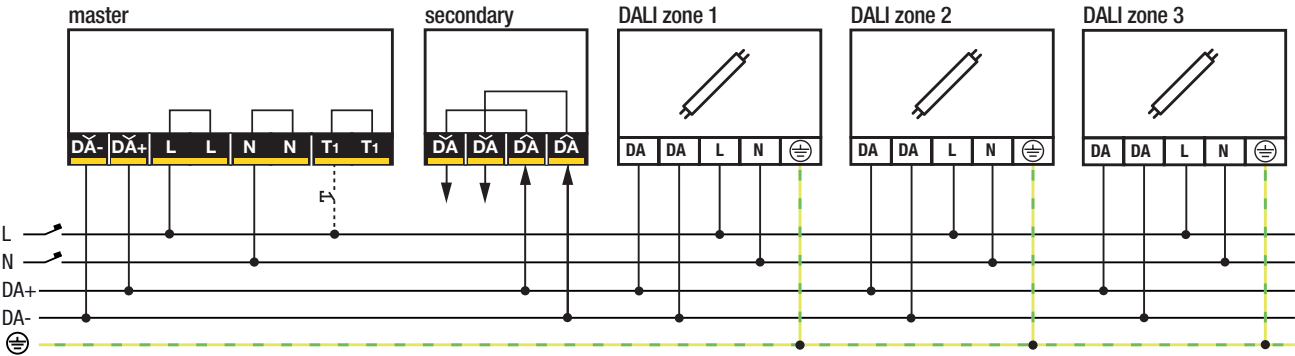 master secondary DALI zone 1 DALI zone 2 DALI zone 3
DA- DA+ L L N N T1 T1 DA DA DA DA DA DA L N DA DA L N DA DA L N
L
N
DA+
DA-